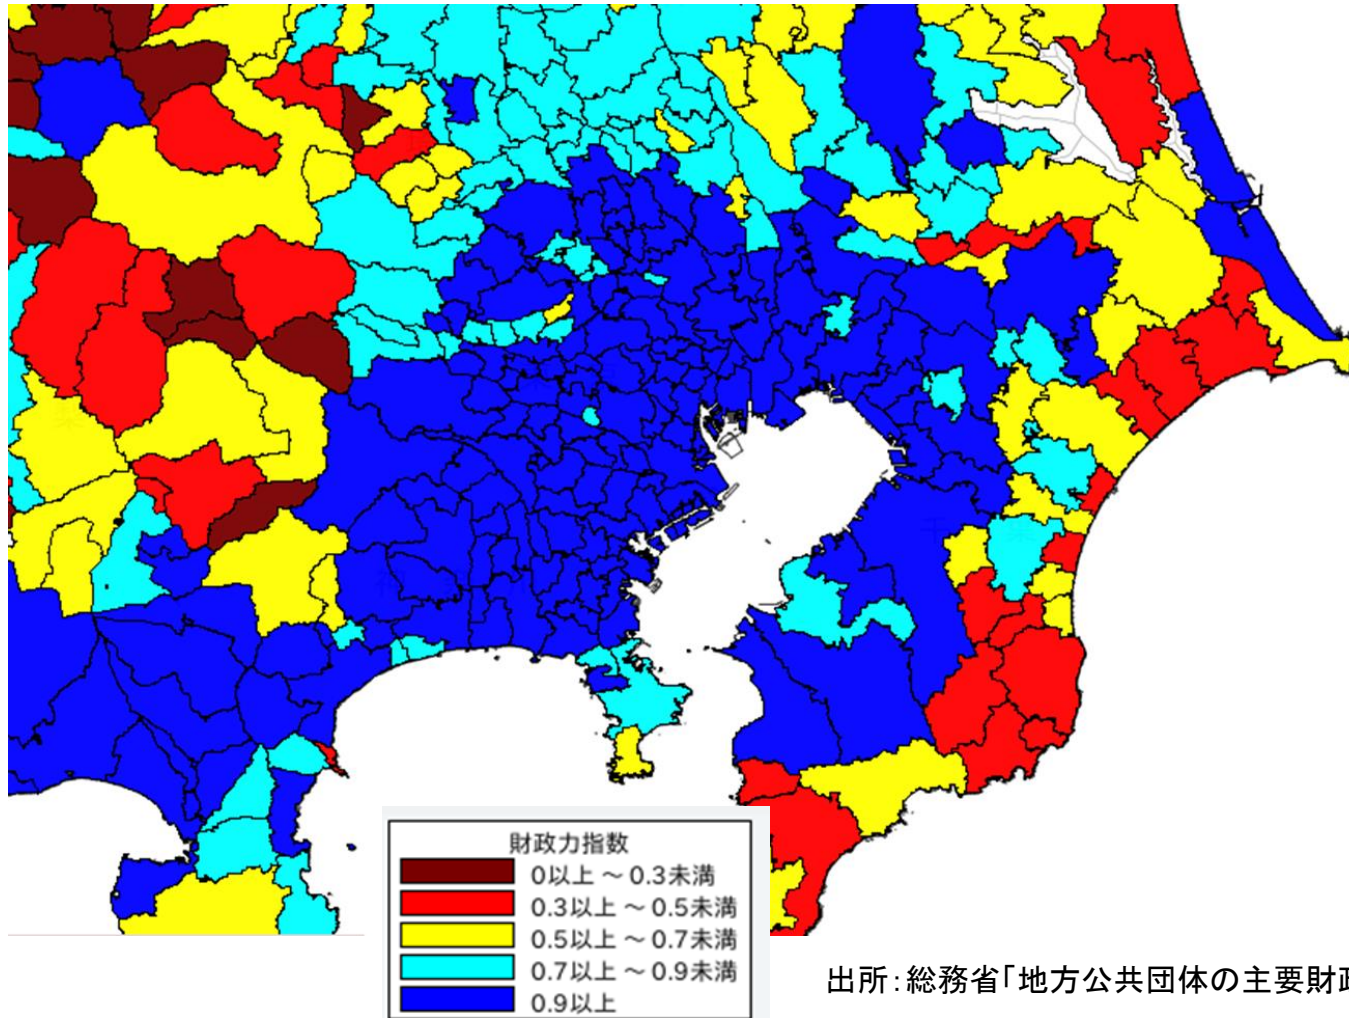 財政力指数
0以上 ～ 0.3未満
0.3以上 ～ 0.5未満
0.5以上 ～ 0.7未満
0.7以上 ～ 0.9未満
0.9以上
出所：総務省「地方公共団体の主要財政